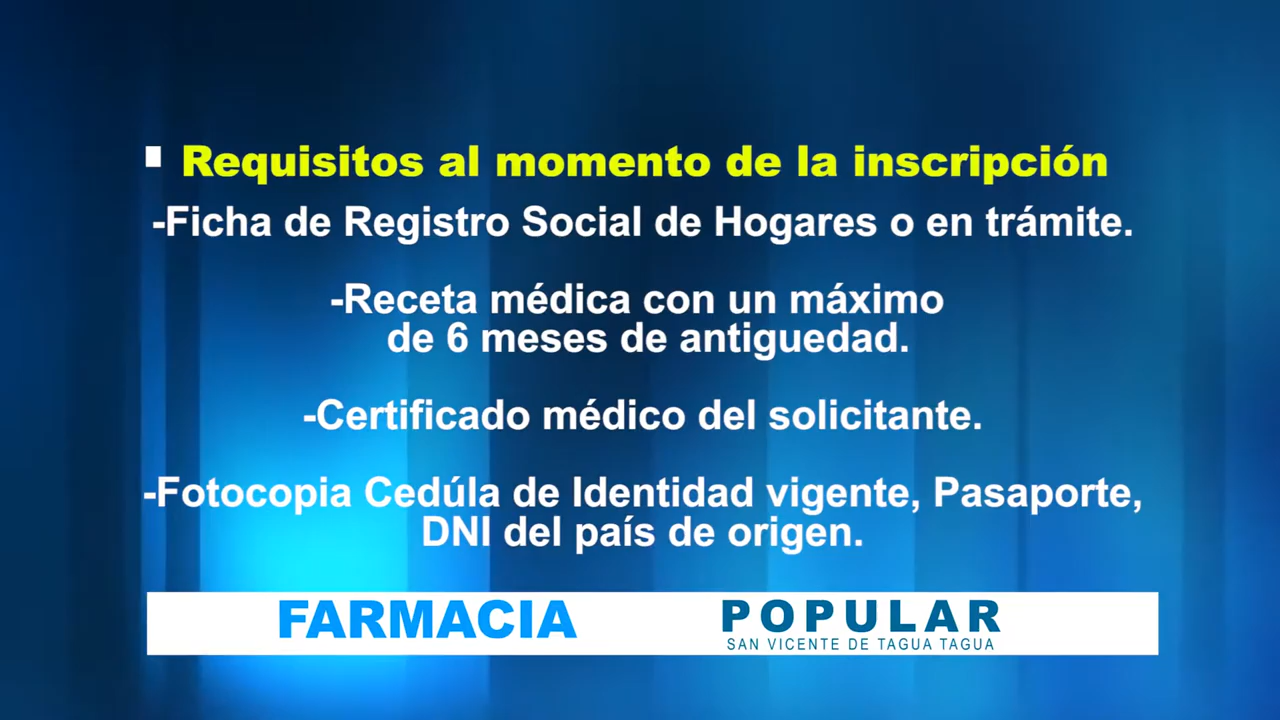 ▪ Requisitos al momento de la inscripción
-Ficha de Registro Social de Hogares o en trámite.
-Receta médica con un máximo
de 6 meses de antiguedad.
-Certificado médico del solicitante.
-Fotocopia Cedúla de Identidad vigente, Pasaporte,
DNI del país de origen.
FARMACIA POPULAR
SAN VICENTE DE TAGUA TAGUA